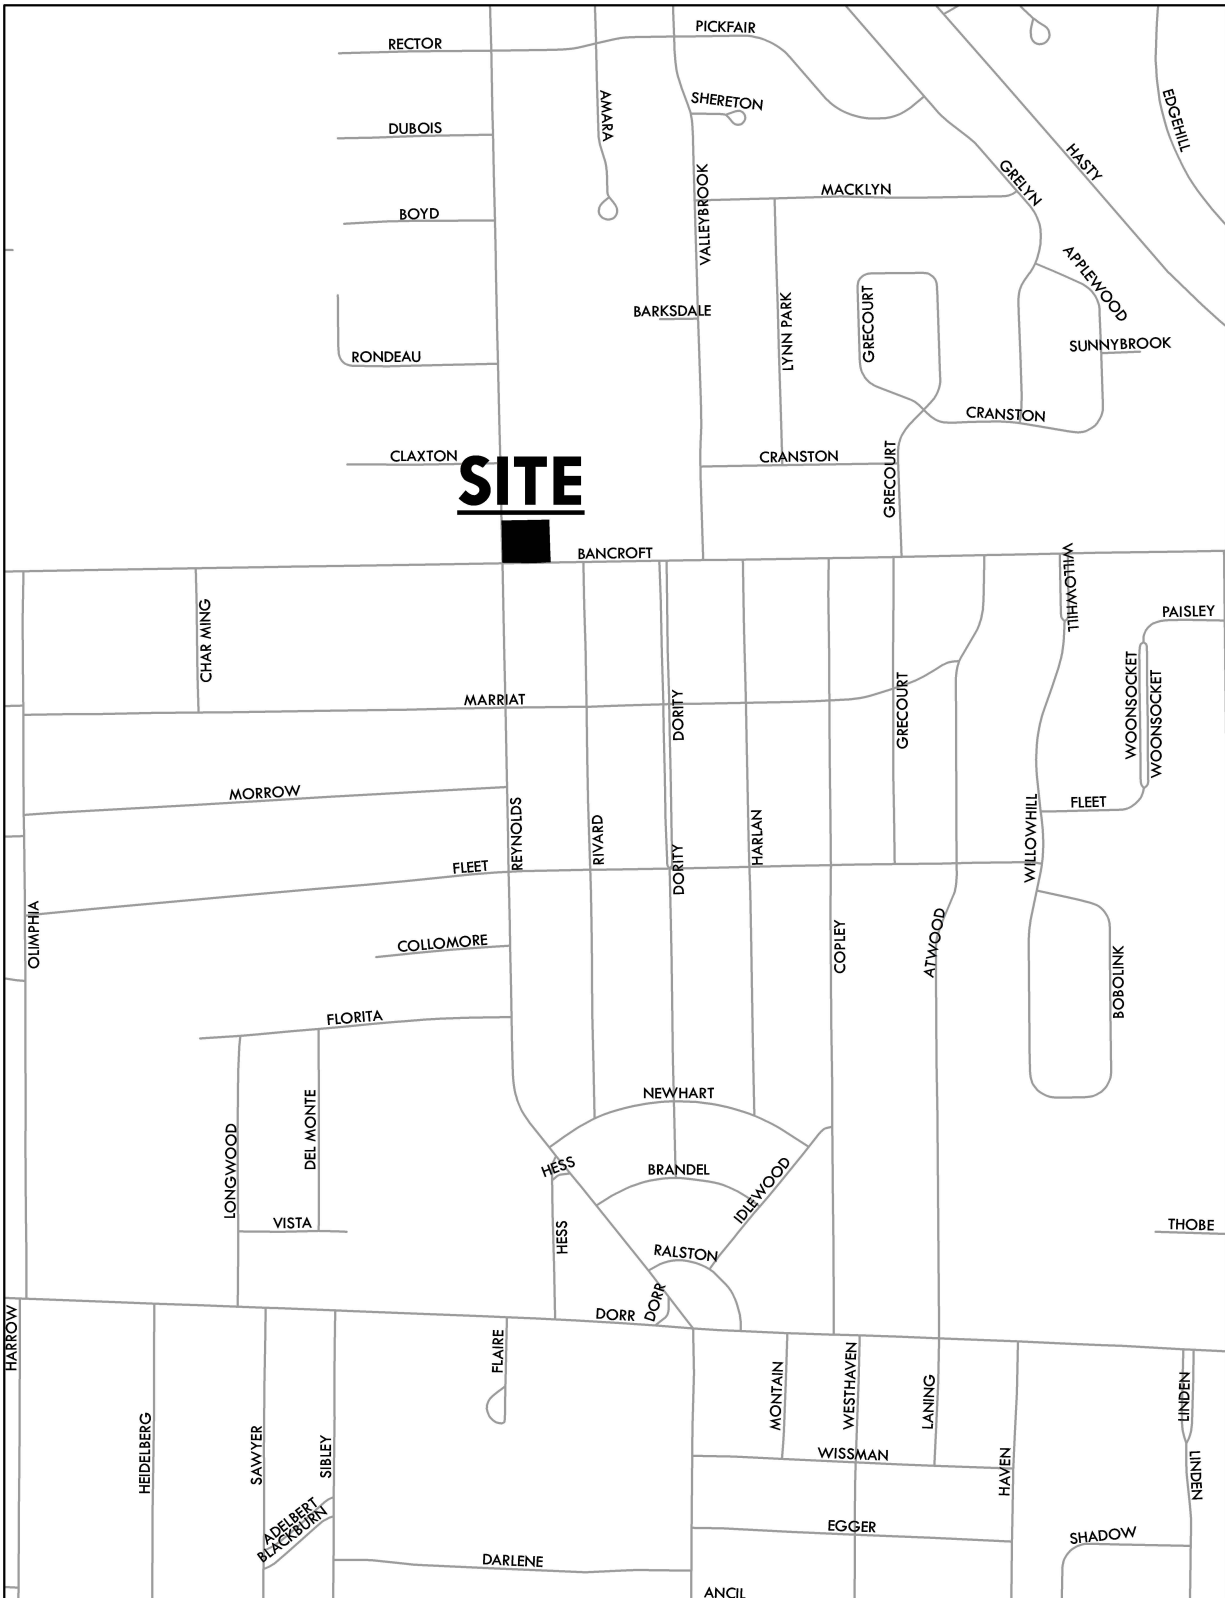 PICKFAIR
RECTOR
SHERETON
AMARA
EDGEHILL
DUBOIS
HASTY
GRELYN
MACKLYN
BOYD
VALLEYBROOK
APPLEWOOD
BARKSDALE
GRECOURT
LYNN PARK
SUNNYBROOK
RONDEAU
CRANSTON
CLAXTON
CRANSTON
GRECOURT
SITE
BANCROFT
WILLOWHILL
PAISLEY
CHAR MING
WOONSOCKET
WOONSOCKET
MARRIAT
DORITY
GRECOURT
MORROW
FLEET
REYNOLDS
RIVARD
HARLAN
WILLOWHILL
FLEET
DORITY
OLIMPHIA
COLLOMORE
COPLEY
ATWOOD
BOBOLINK
FLORITA
NEWHART
LONGWOOD
DEL MONTE
HESS
BRANDEL
IDLEWOOD
VISTA
HESS
THOBE
RALSTON
DORR
DORR
HARROW
FLAIRE
MONTAIN
WESTHAVEN
LANING
LINDEN
HEIDELBERG
SAWYER
SIBLEY
WISSMAN
HAVEN
LINDEN
ADELBERT
BLACKBURN
EGGER
SHADOW
DARLENE
ANCIL